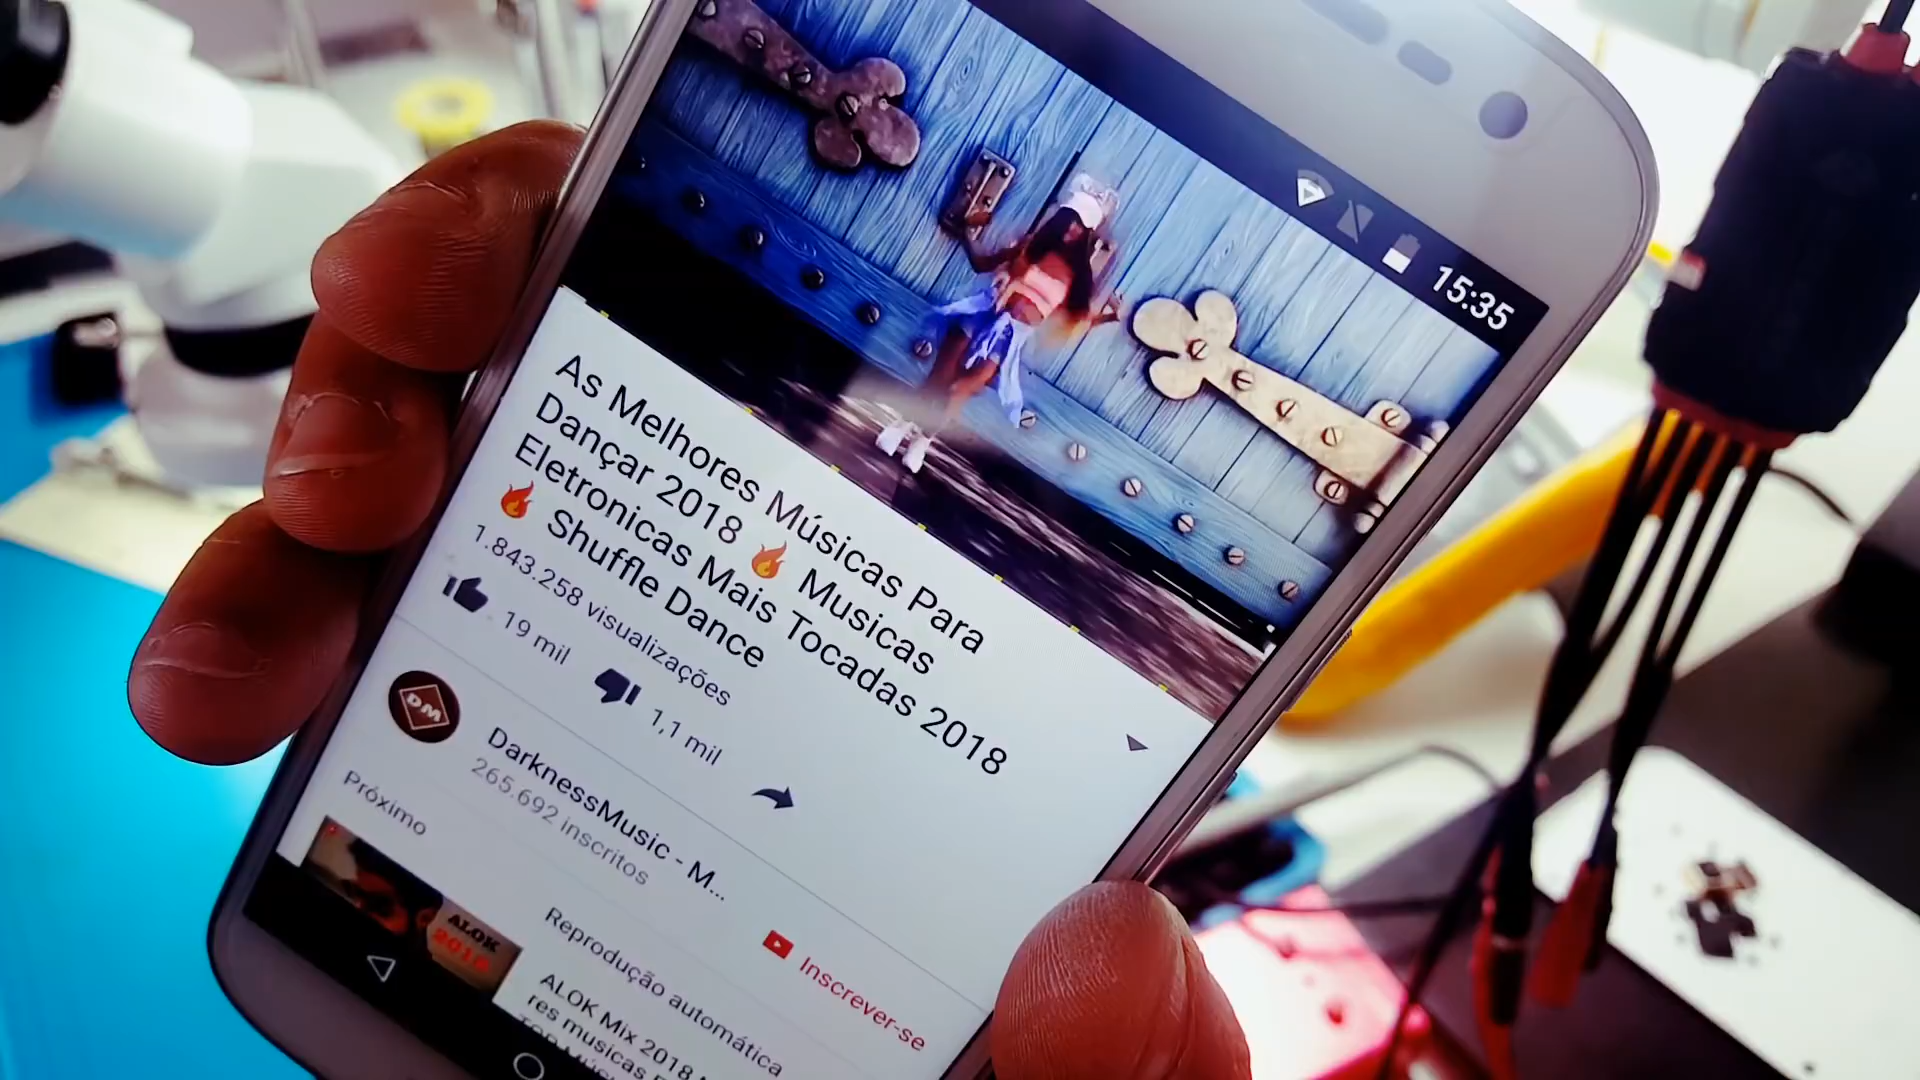 15:35
As Melhores Músicas Para
Dançar 2018 🔥 Musicas
Eletronicas Mais Tocadas 2018
🔥 Shuffle Dance
1.843.258 visualizações
19 mil
1,1 mil
DM
DarknessMusic - M...
265.692 inscritos
Inscrever-se
Próximo
Reprodução automática
ALOK
2018
ALOK Mix 2018
res musicas